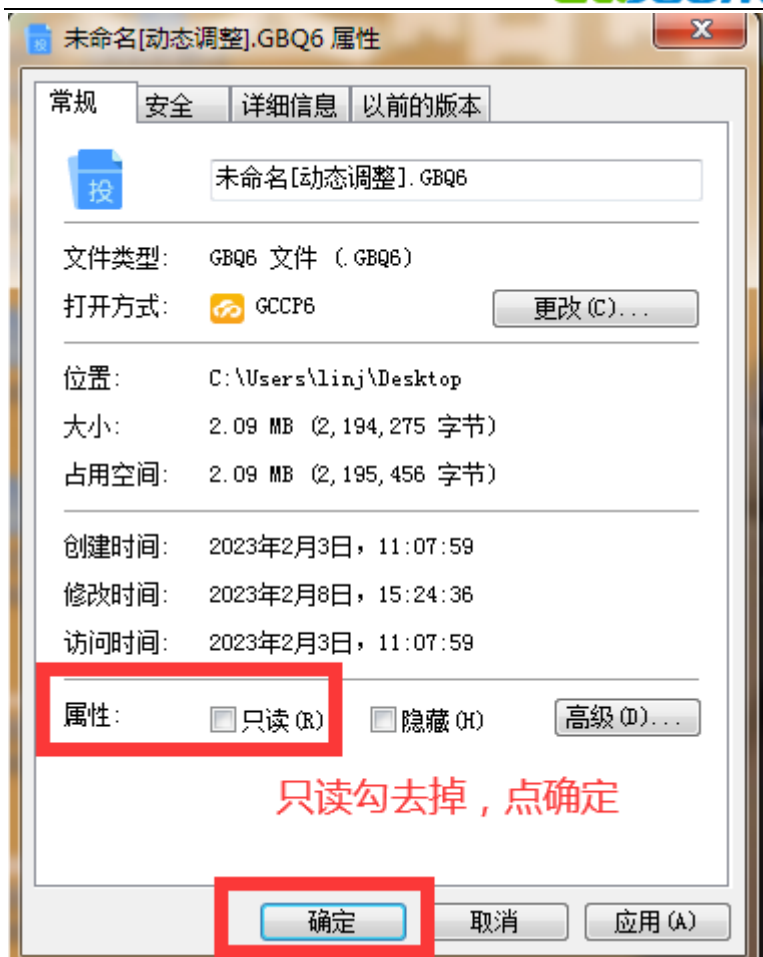 未命名[动态调整].GBQ6 属性
常规 安全 详细信息 以前的版本
投 未命名[动态调整].GBQ6
文件类型: GBQ6 文件 (.GBQ6)
打开方式: GCCP6 更改(C)...
位置: C:\Users\linj\Desktop
大小: 2.09 MB (2,194,275 字节)
占用空间: 2.09 MB (2,195,456 字节)
创建时间: 2023年2月3日，11:07:59
修改时间: 2023年2月8日，15:24:36
访问时间: 2023年2月3日，11:07:59
属性: 只读(R) 隐藏(H) 高级(D)...
只读勾去掉，点确定
确定 取消 应用(A)